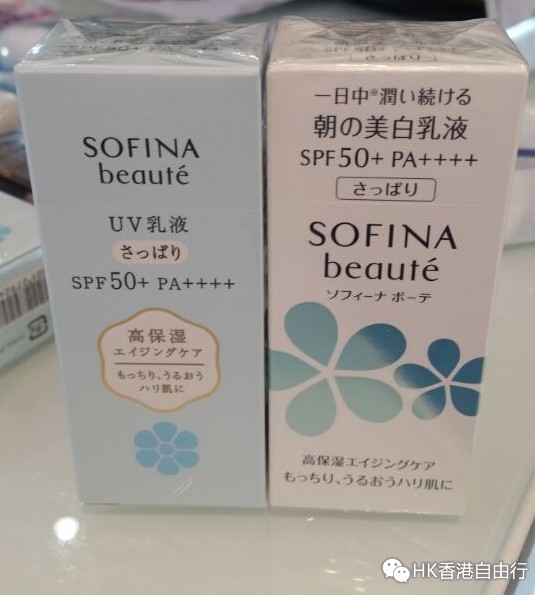 SOFINA
beauté
UV乳液
さっぱり
SPF50+ PA++++
高保湿
エイジングケア
もっちり、うるおう
ハリ肌に
一日中※潤い続ける
朝の美白乳液
SPF50+ PA++++
さっぱり
SOFINA
beauté
ソフィーナ ボーテ
高保湿エイジングケア
もっちり、うるおうハリ肌に
HK香港自由行